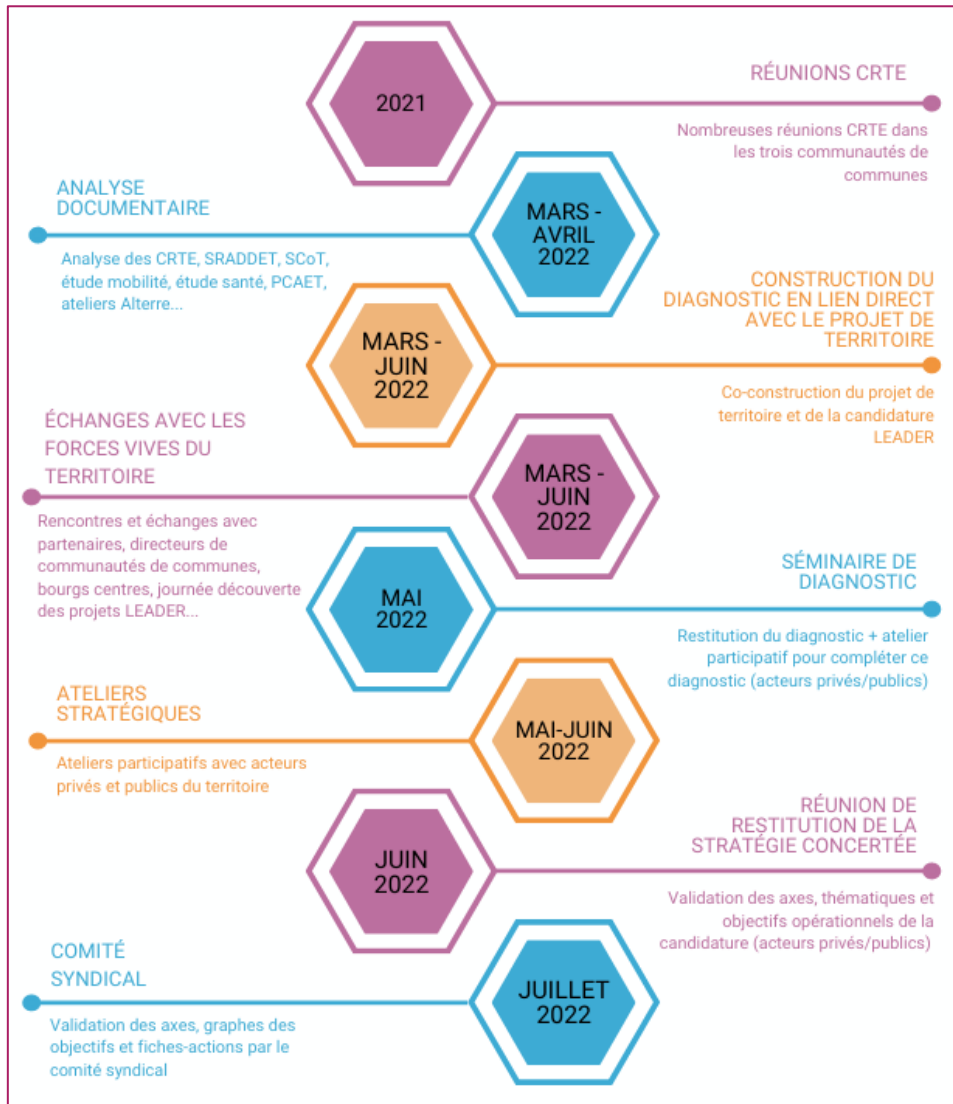 2021
RÉUNIONS CRTE
Nombreuses réunions CRTE dans
les trois communautés de
communes
ANALYSE
DOCUMENTAIRE
Analyse des CRTE, SRADDET, SCoT,
étude mobilité, étude santé, PCAET,
ateliers Alterre...
MARS -
AVRIL
2022
CONSTRUCTION DU
DIAGNOSTIC EN LIEN DIRECT
AVEC LE PROJET DE
TERRITOIRE
Co-construction du projet de
territoire et de la candidature
LEADER
MARS -
JUIN
2022
ÉCHANGES AVEC LES
FORCES VIVES DU
TERRITOIRE
Rencontres et échanges avec
partenaires, directeurs de
communautés de communes,
bourgs centres, journée découverte
des projets LEADER...
MARS -
JUIN
2022
MAI
2022
SÉMINAIRE DE
DIAGNOSTIC
Restitution du diagnostic + atelier
participatif pour compléter ce
diagnostic (acteurs privés/publics)
ATELIERS
STRATÉGIQUES
Ateliers participatifs avec acteurs
privés et publics du territoire
MAI-JUIN
2022
JUIN
2022
RÉUNION DE
RESTITUTION DE LA
STRATÉGIE CONCERTÉE
Validation des axes, thématiques et
objectifs opérationnels de la
candidature (acteurs privés/publics)
COMITÉ
SYNDICAL
Validation des axes, graphes des
objectifs et fiches-actions par le
comité syndical
JUILLET
2022